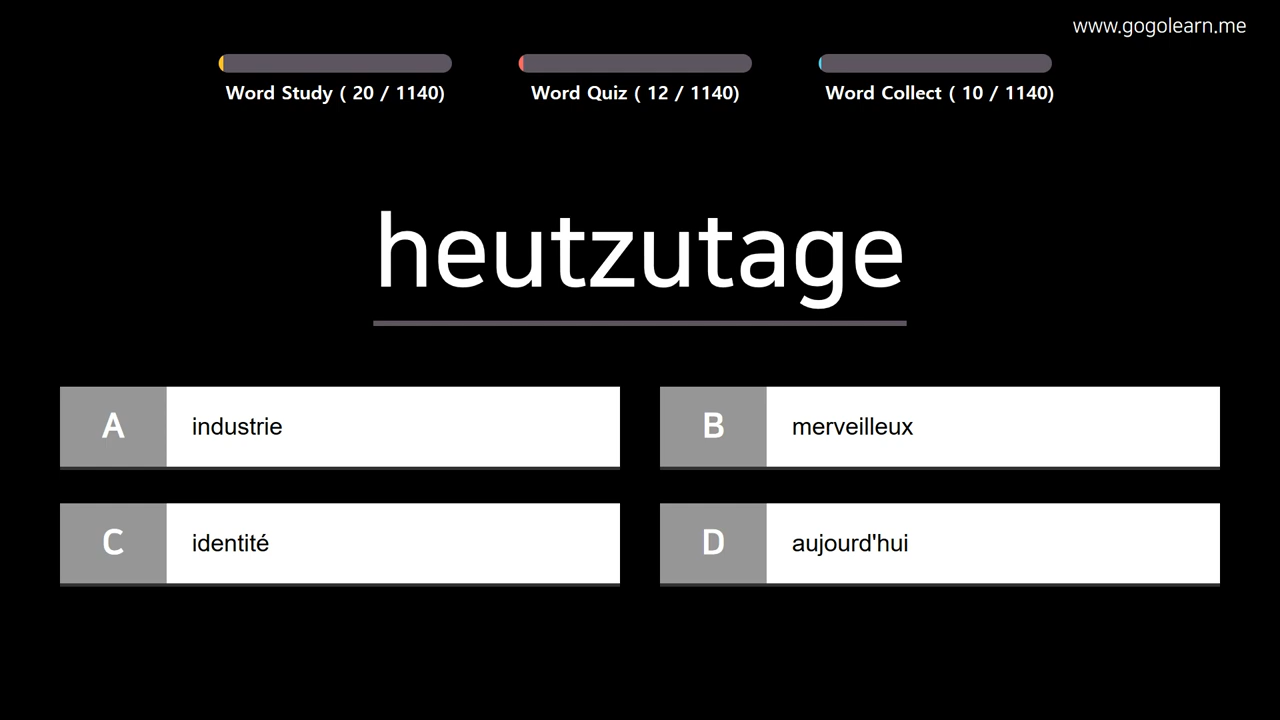 www.gogolearn.me
Word Study ( 20 / 1140)
Word Quiz ( 12 / 1140)
Word Collect ( 10 / 1140)
heutzutage
A industrie
B merveilleux
C identité
D aujourd'hui